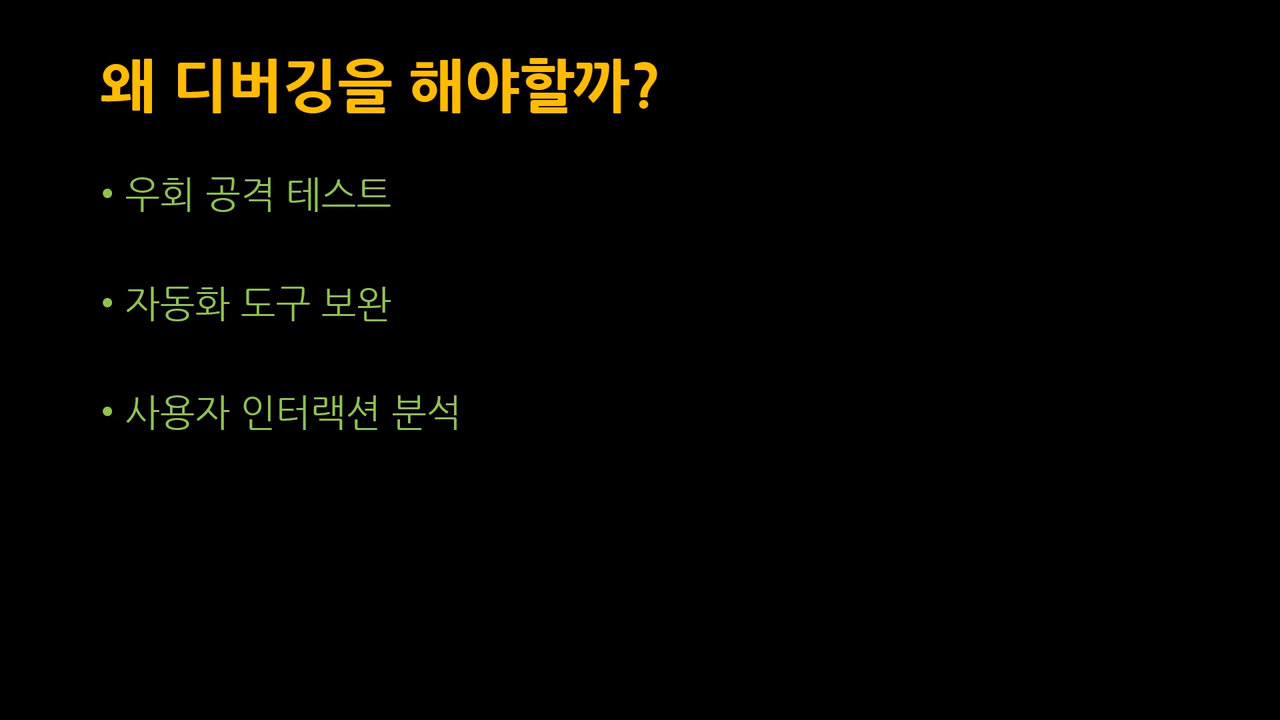 왜 디버깅을 해야할까?
• 우회 공격 테스트
• 자동화 도구 보완
• 사용자 인터랙션 분석